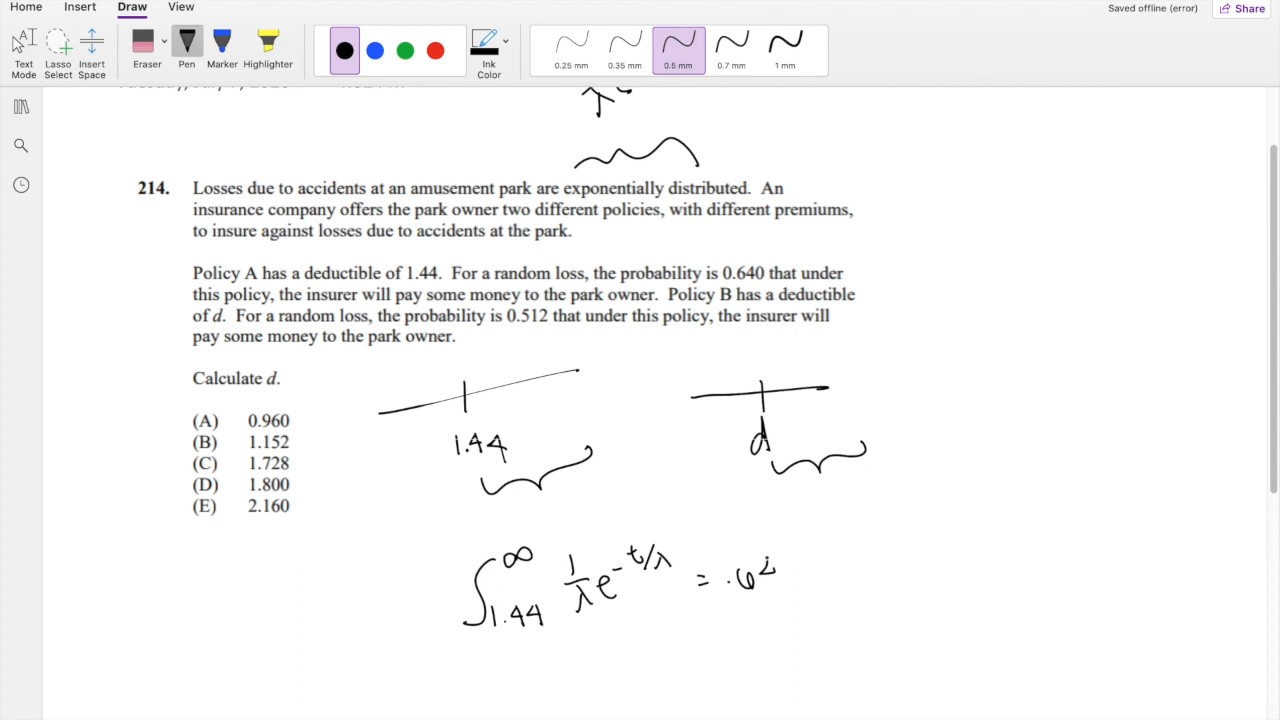 Home Insert Draw View
Saved offline (error) Share
Text Mode
Lasso Select
Insert Space
Eraser
Pen
Marker
Highlighter
Ink Color
0.25 mm 0.35 mm 0.5 mm 0.7 mm 1 mm
214. Losses due to accidents at an amusement park are exponentially distributed. An
insurance company offers the park owner two different policies, with different premiums,
to insure against losses due to accidents at the park.
Policy A has a deductible of 1.44. For a random loss, the probability is 0.640 that under
this policy, the insurer will pay some money to the park owner. Policy B has a deductible
of d. For a random loss, the probability is 0.512 that under this policy, the insurer will
pay some money to the park owner.
Calculate d.
(A) 0.960
(B) 1.152
(C) 1.728
(D) 1.800
(E) 2.160
1.44
d
∫_{1.44}^{∞} 1/λ e^{-t/λ} = .6